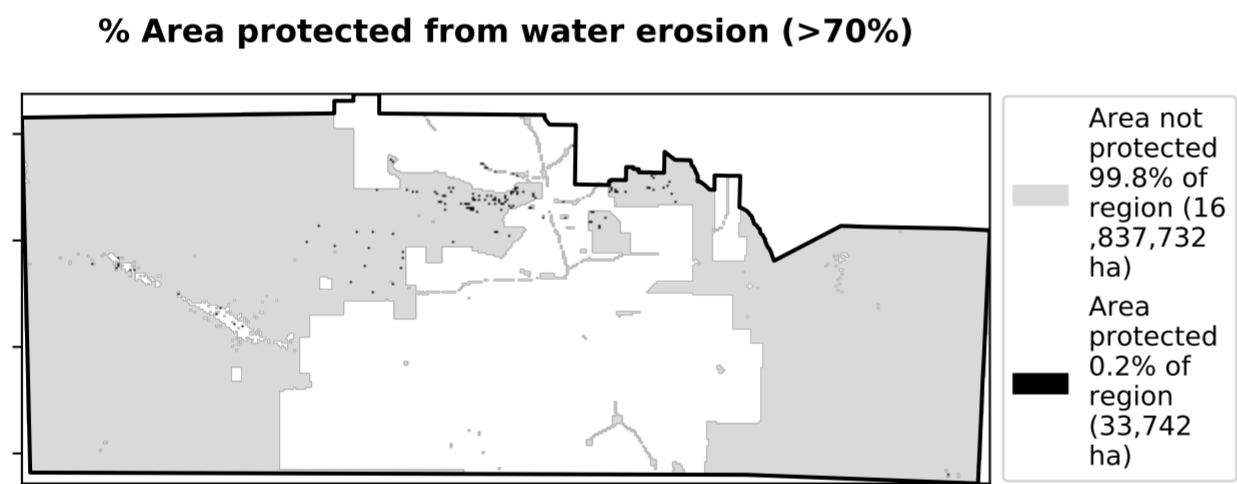 % Area protected from water erosion (>70%)
Area not
protected
99.8% of
region (16
,837,732
ha)
Area
protected
0.2% of
region
(33,742
ha)